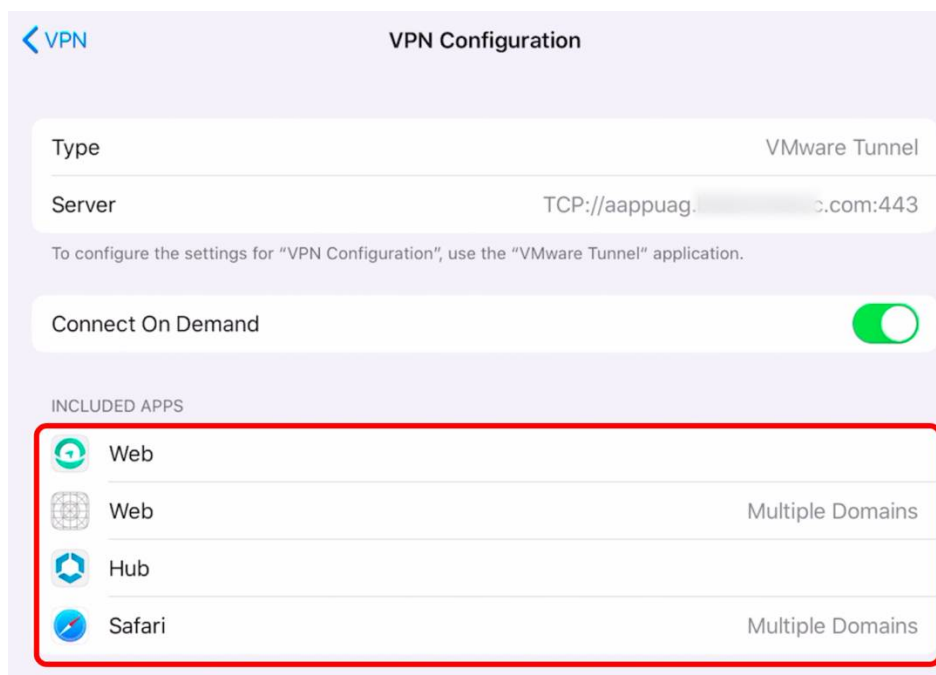 VPN
VPN Configuration
Type VMware Tunnel
Server TCP://aappuag. c.com:443
To configure the settings for “VPN Configuration”, use the “VMware Tunnel” application.
Connect On Demand
INCLUDED APPS
Web
Web Multiple Domains
Hub
Safari Multiple Domains